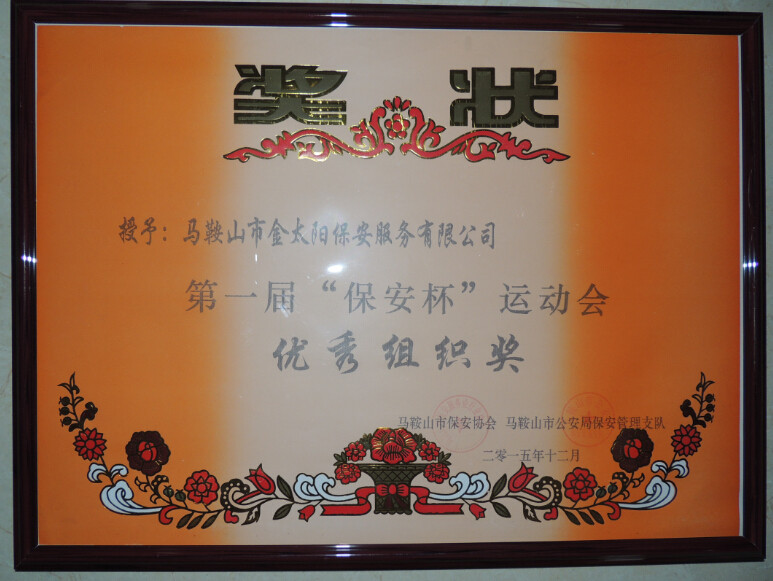 奖 状
授予：马鞍山市金太阳保安服务有限公司
第一届“保安杯”运动会
优秀组织奖
马鞍山市保安协会 马鞍山市公安局保安管理支队
二零一五年十二月